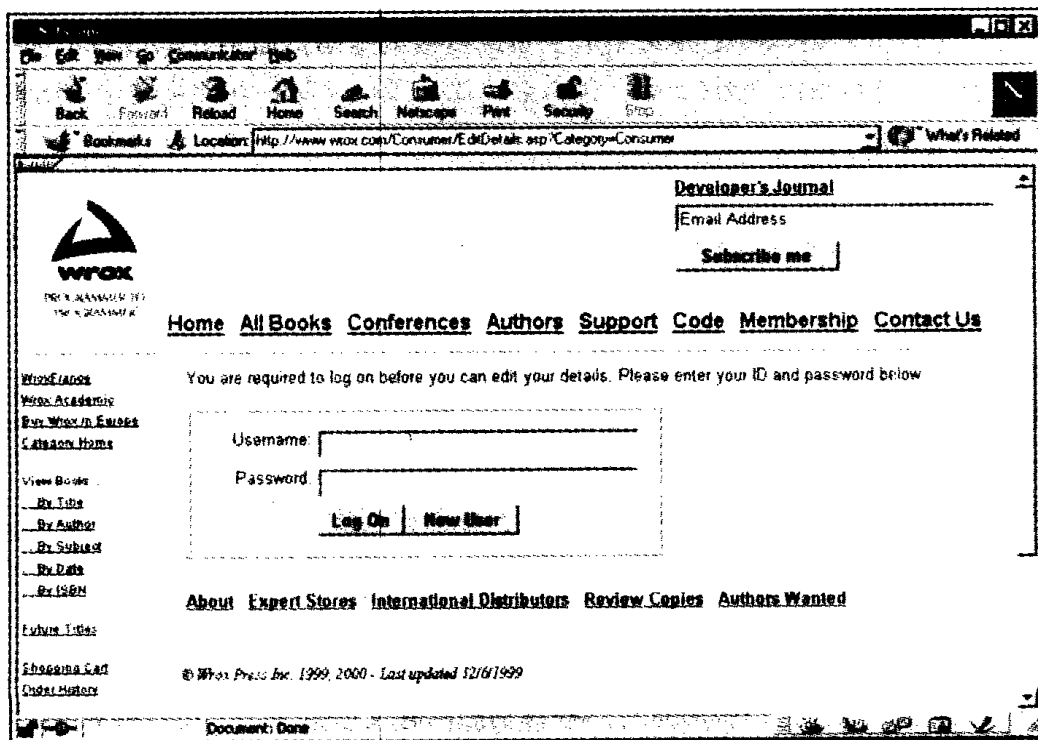 File Edit View Go Communicator Help
Back Forward Reload Home Search Netscape Print Security Stop
Bookmarks Location: http://www.wrox.com/Consumer/EditDetails.asp?Category=Consumer What's Related
Developer's Journal
Email Address
Subscribe me
wrox
PROGRAMMER TO
PROGRAMMER
Home All Books Conferences Authors Support Code Membership Contact Us
WroxFrance
Wrox Academic
Buy Wrox in Europe
Category Home
View Books
By Title
By Author
By Subject
By Date
By ISBN
Future Titles
Shopping Cart
Order History
You are required to log on before you can edit your details. Please enter your ID and password below
Username:
Password:
Log On New User
About Expert Stores International Distributors Review Copies Authors Wanted
© Wrox Press Inc. 1999, 2000 - Last updated 12/6/1999
Document: Done